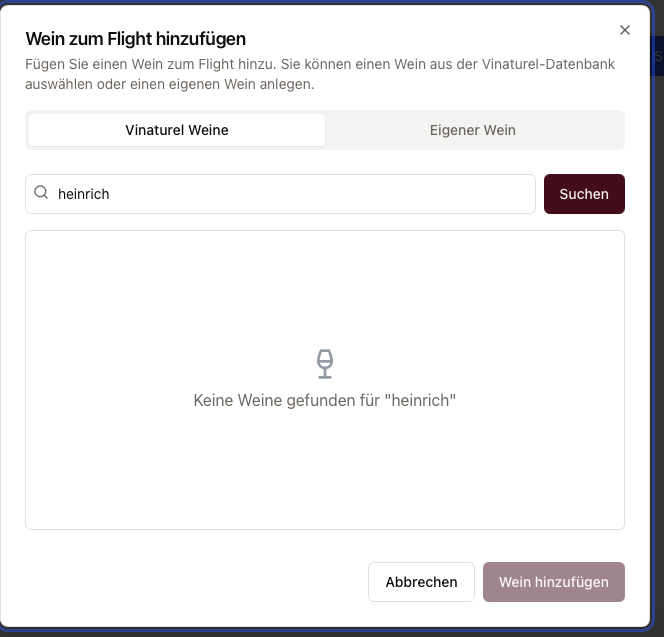 Wein zum Flight hinzufügen
Fügen Sie einen Wein zum Flight hinzu. Sie können einen Wein aus der Vinaturel-Datenbank
auswählen oder einen eigenen Wein anlegen.
Vinaturel Weine
Eigener Wein
heinrich
Suchen
Keine Weine gefunden für "heinrich"
Abbrechen
Wein hinzufügen